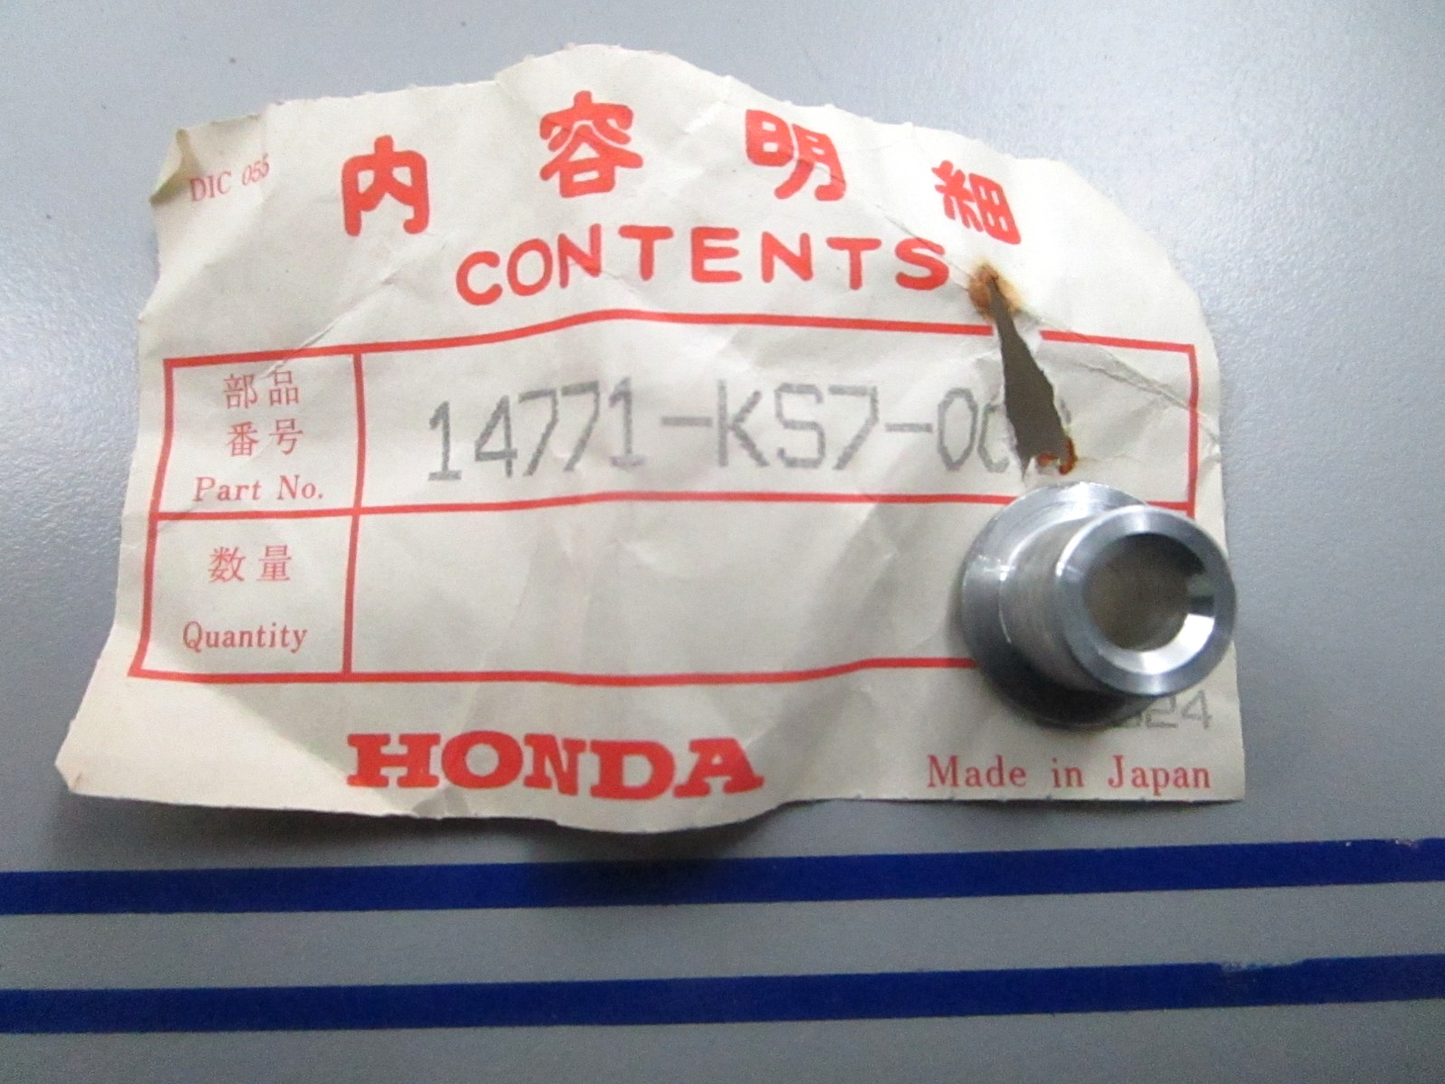 DIC 055
内容明細
CONTENTS
部品
番号
Part No.
14771-KS7-00
数量
Quantity
24
HONDA
Made in Japan